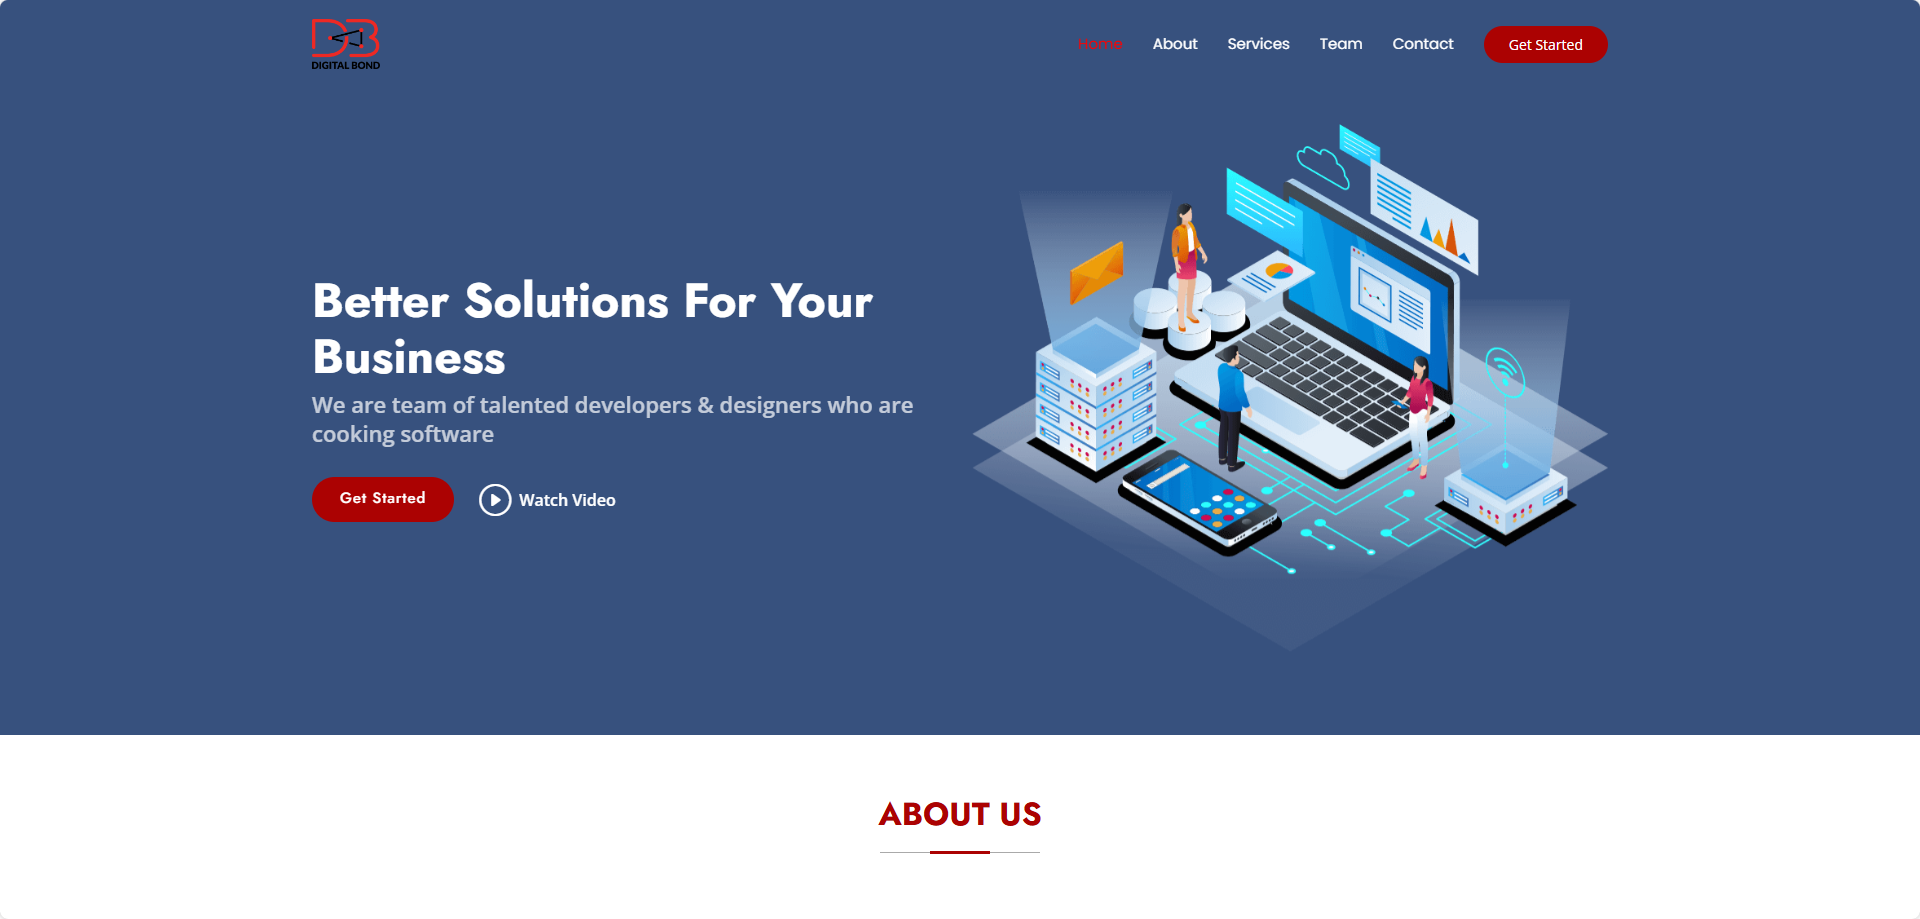 DIGITAL BOND
Home
About
Services
Team
Contact
Get Started
Better Solutions For Your
Business
We are team of talented developers & designers who are
cooking software
Get Started
Watch Video
ABOUT US